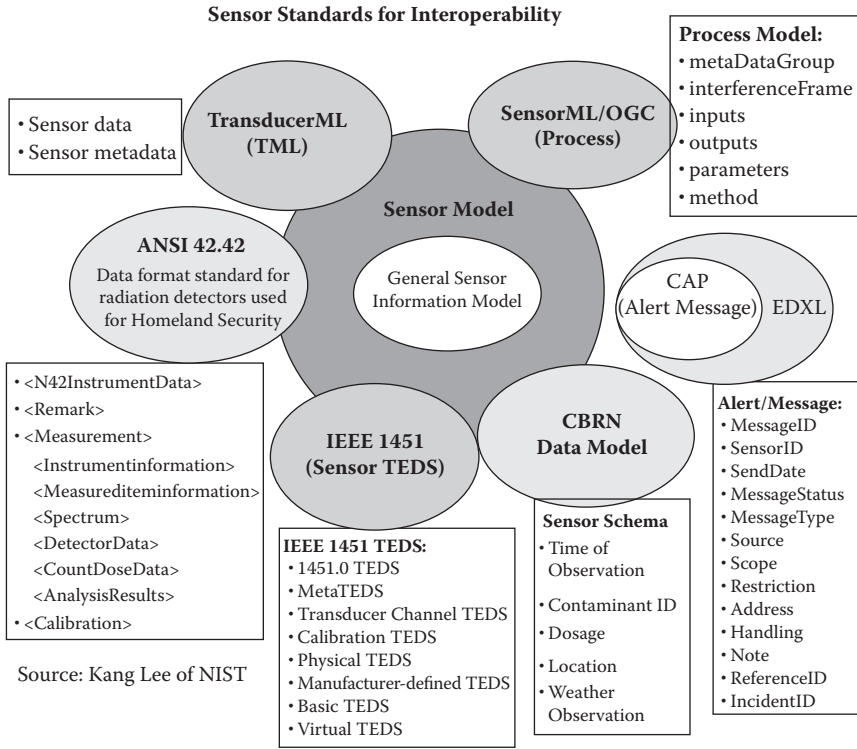 Sensor Standards for Interoperability
TransducerML
(TML)
• Sensor data
• Sensor metadata
SensorML/OGC
(Process)
Process Model:
• metaDataGroup
• interferenceFrame
• inputs
• outputs
• parameters
• method
Sensor Model
General Sensor
Information Model
ANSI 42.42
Data format standard for
radiation detectors used
for Homeland Security
CAP
(Alert Message)
EDXL
• <N42InstrumentData>
• <Remark>
• <Measurement>
<Instrumentinformation>
<Measurediteminformation>
<Spectrum>
<DetectorData>
<CountDoseData>
<AnalysisResults>
• <Calibration>
IEEE 1451
(Sensor TEDS)
IEEE 1451 TEDS:
• 1451.0 TEDS
• MetaTEDS
• Transducer Channel TEDS
• Calibration TEDS
• Physical TEDS
• Manufacturer-defined TEDS
• Basic TEDS
• Virtual TEDS
CBRN
Data Model
Sensor Schema
• Time of
Observation
• Contaminant ID
• Dosage
• Location
• Weather
Observation
Alert/Message:
• MessageID
• SensorID
• SendDate
• MessageStatus
• MessageType
• Source
• Scope
• Restriction
• Address
• Handling
• Note
• ReferenceID
• IncidentID
Source: Kang Lee of NIST